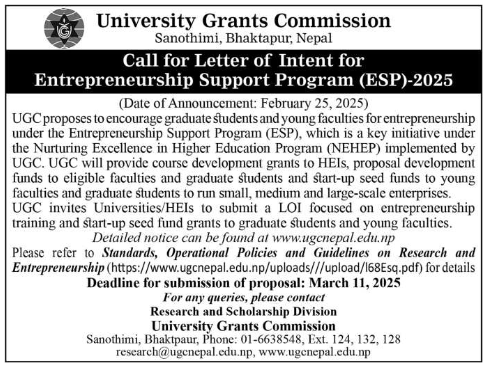 University Grants Commission
Sanothimi, Bhaktapur, Nepal
Call for Letter of Intent for
Entrepreneurship Support Program (ESP)-2025
(Date of Announcement: February 25, 2025)
UGC proposes to encourage graduate students and young faculties for entrepreneurship
under the Entrepreneurship Support Program (ESP), which is a key initiative under
the Nurturing Excellence in Higher Education Program (NEHEP) implemented by
UGC. UGC will provide course development grants to HEIs, proposal development
funds to eligible faculties and graduate students and start-up seed funds to young
faculties and graduate students to run small, medium and large-scale enterprises.
UGC invites Universities/HEIs to submit a LOI focused on entrepreneurship
training and start-up seed fund grants to graduate students and young faculties.
Detailed notice can be found at www.ugcnepal.edu.np
Please refer to Standards, Operational Policies and Guidelines on Research and
Entrepreneurship (https://www.ugcnepal.edu.np/uploads///upload/l68Esq.pdf) for details
Deadline for submission of proposal: March 11, 2025
For any queries, please contact
Research and Scholarship Division
University Grants Commission
Sanothimi, Bhaktpaur, Phone: 01-6638548, Ext. 124, 132, 128
research@ugcnepal.edu.np, www.ugcnepal.edu.np